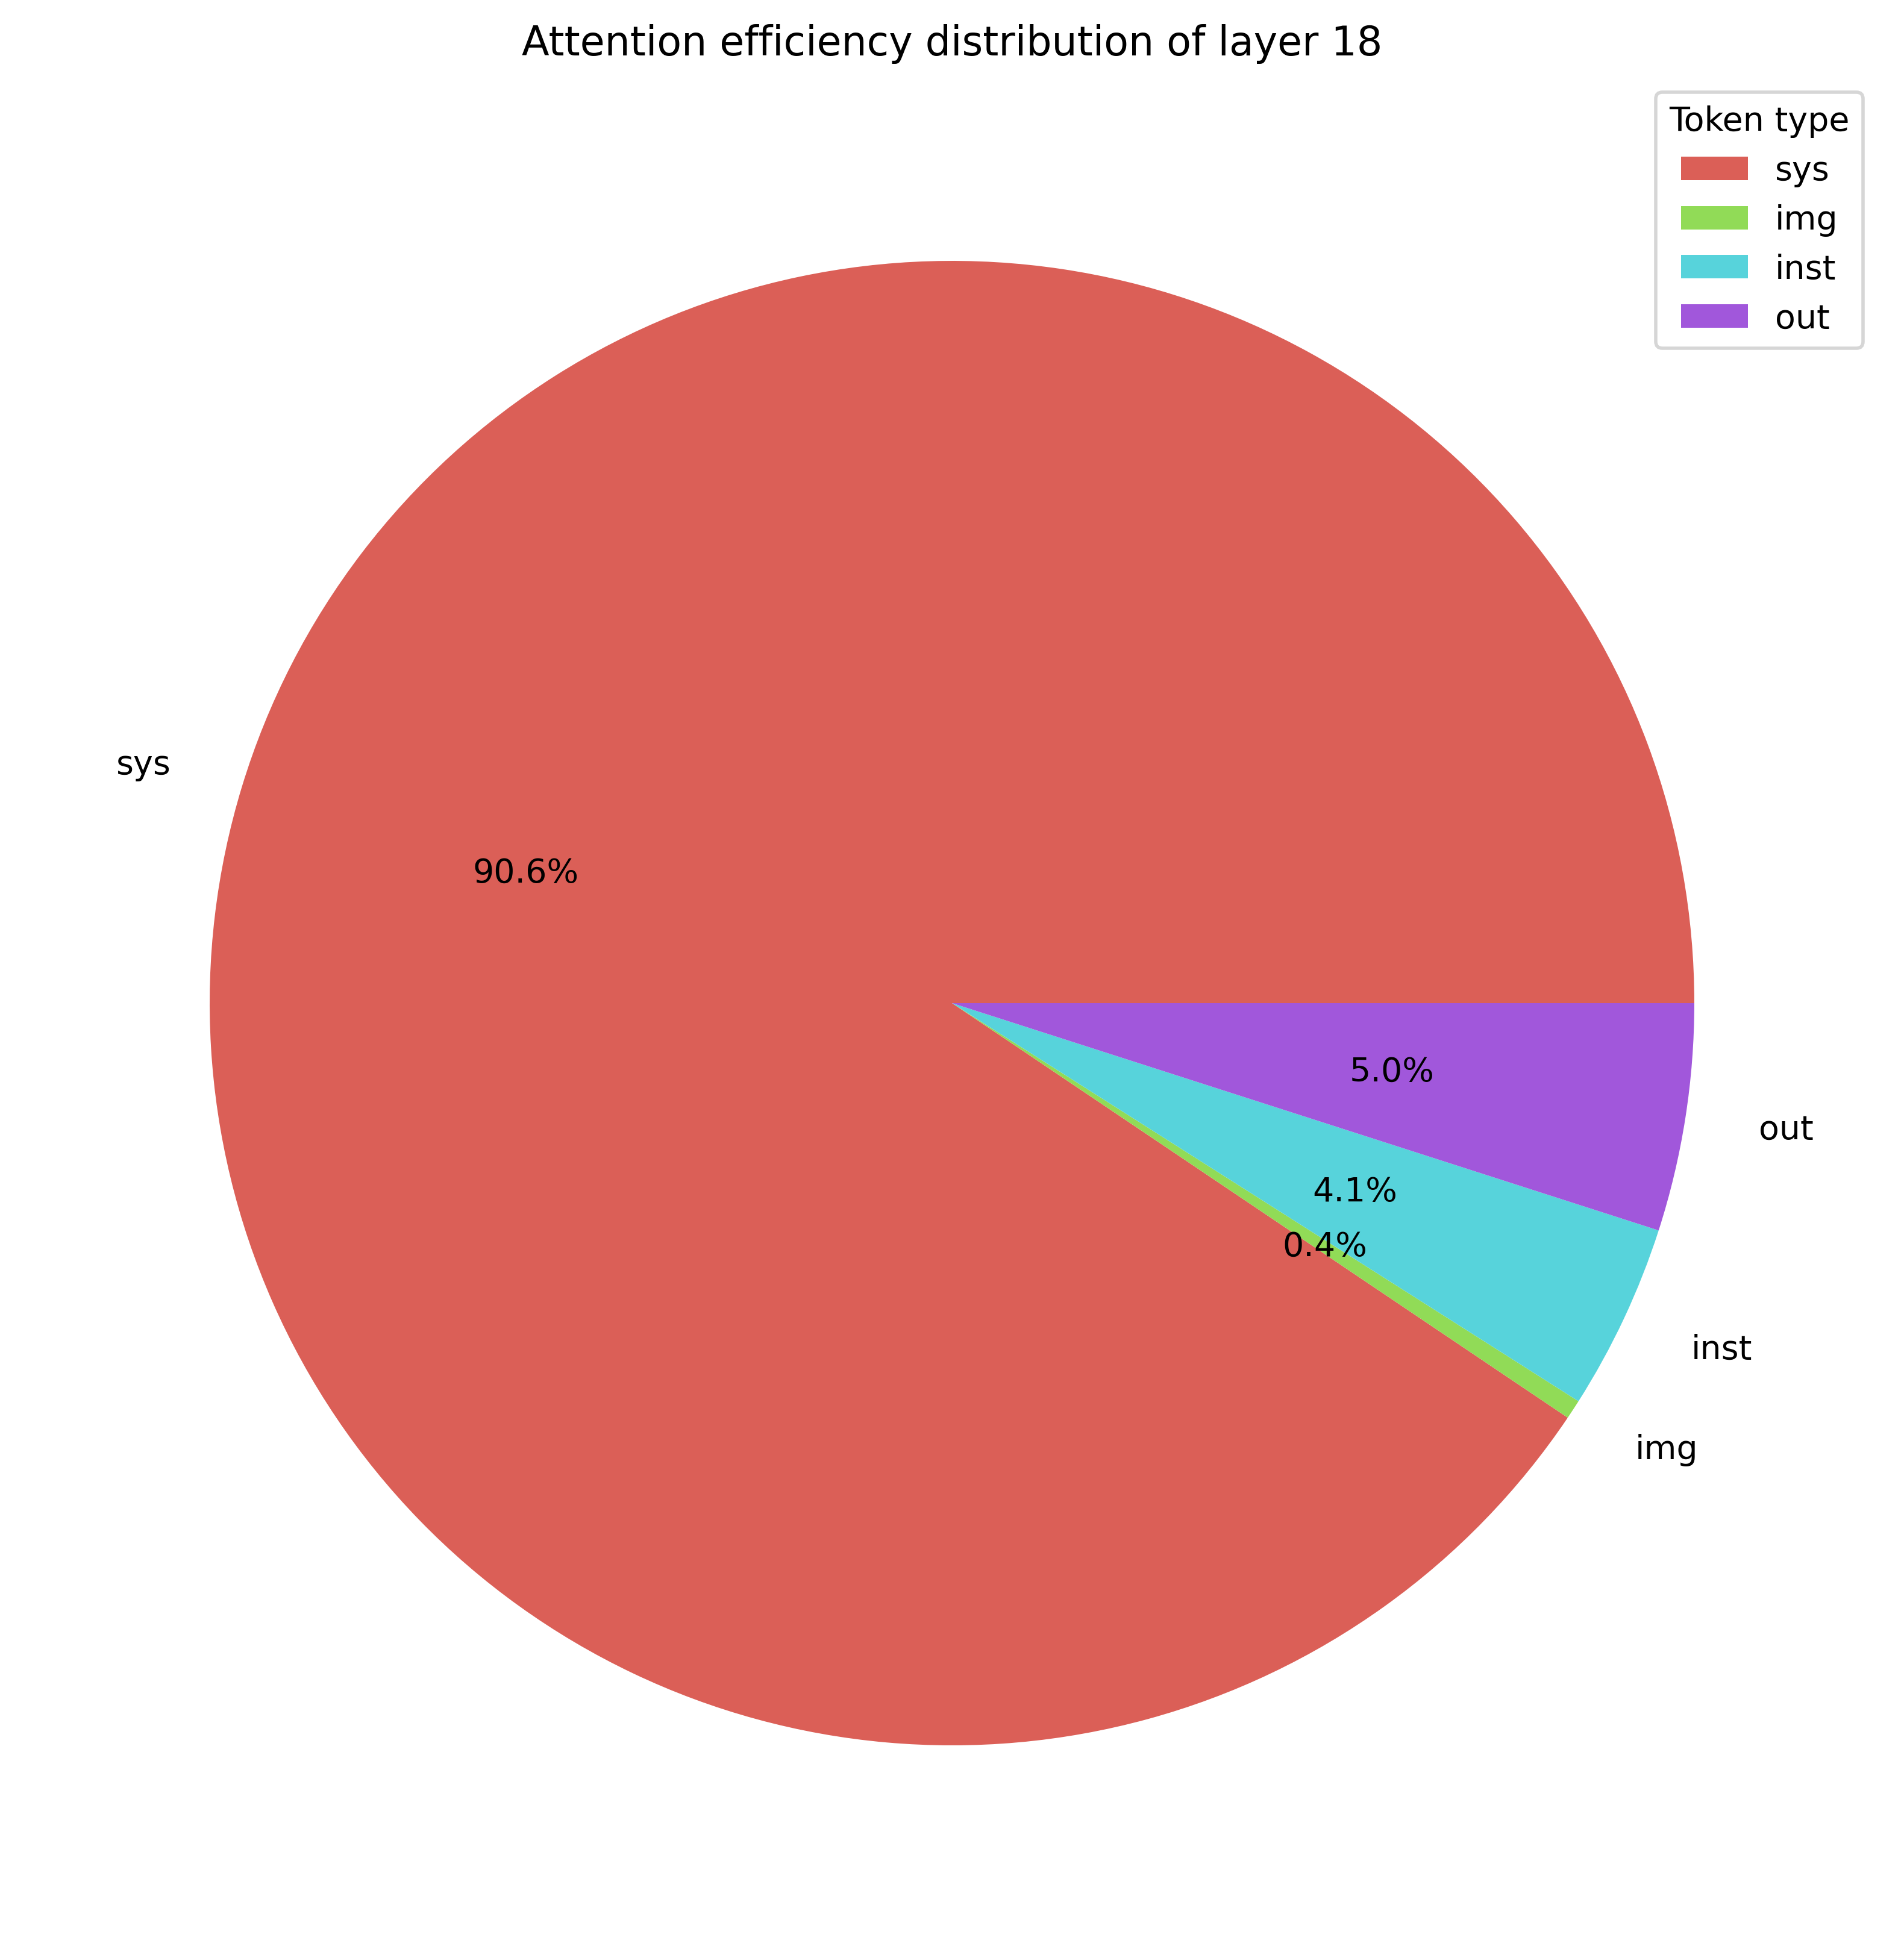 Attention efficiency distribution of layer 18
Token type
sys
img
inst
out
sys
90.6%
5.0%
out
4.1%
0.4%
inst
img